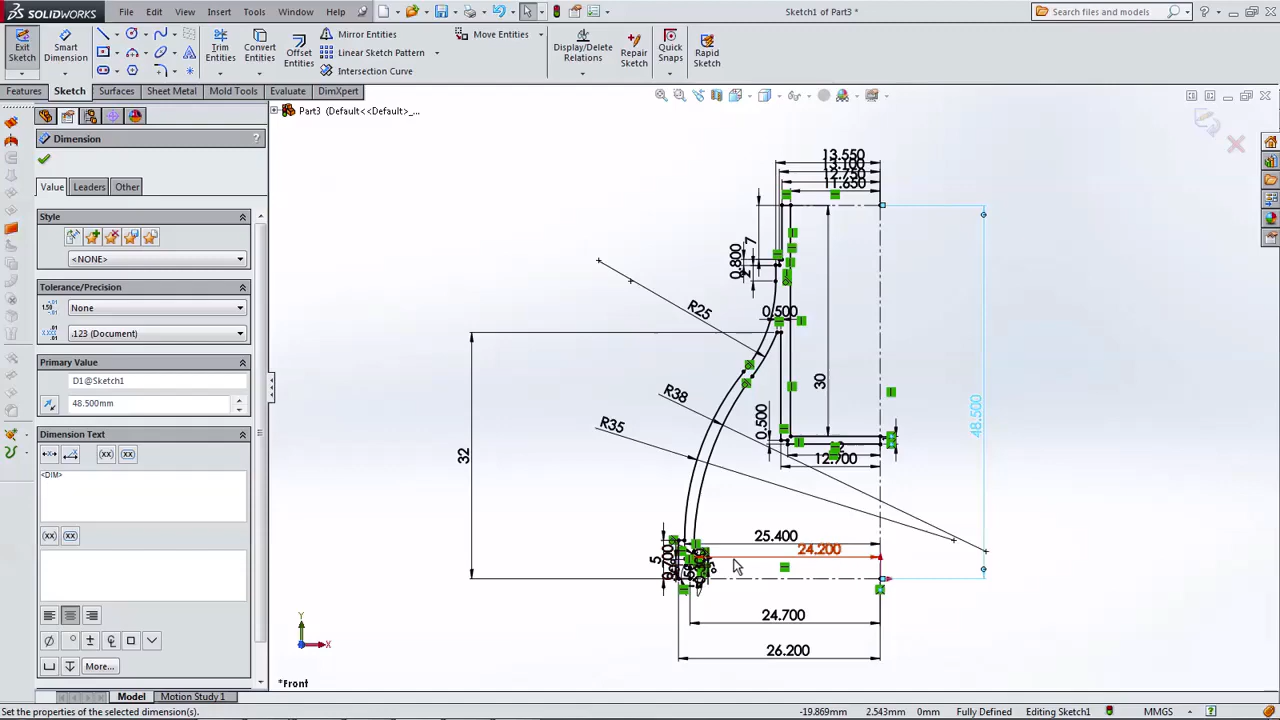 SOLIDWORKS File Edit View Insert Tools Window Help Sketch1 of Part3 * Search files and models
Exit Sketch Smart Dimension Trim Entities Convert Entities Offset Entities Mirror Entities Linear Sketch Pattern Intersection Curve Move Entities Display/Delete Relations Repair Sketch Quick Snaps Rapid Sketch
Features Sketch Surfaces Sheet Metal Mold Tools Evaluate DimXpert
Part3 (Default<<Default>_...
Dimension ?
Value Leaders Other
Style
<NONE>
Tolerance/Precision
None
.123 (Document)
Primary Value
D1@Sketch1
48.500mm
Dimension Text
<DIM>
More...
13.550
13.100
12.750
11.650
7
0.800
2
R25
0.500
30
R38
R35
0.500
48.500
12.900
32
25.400
24.200
5
0.700
24.700
26.200
Y
X
*Front
Model Motion Study 1
Set the properties of the selected dimension(s). -19.869mm 2.543mm 0mm Fully Defined Editing Sketch1 MMGS